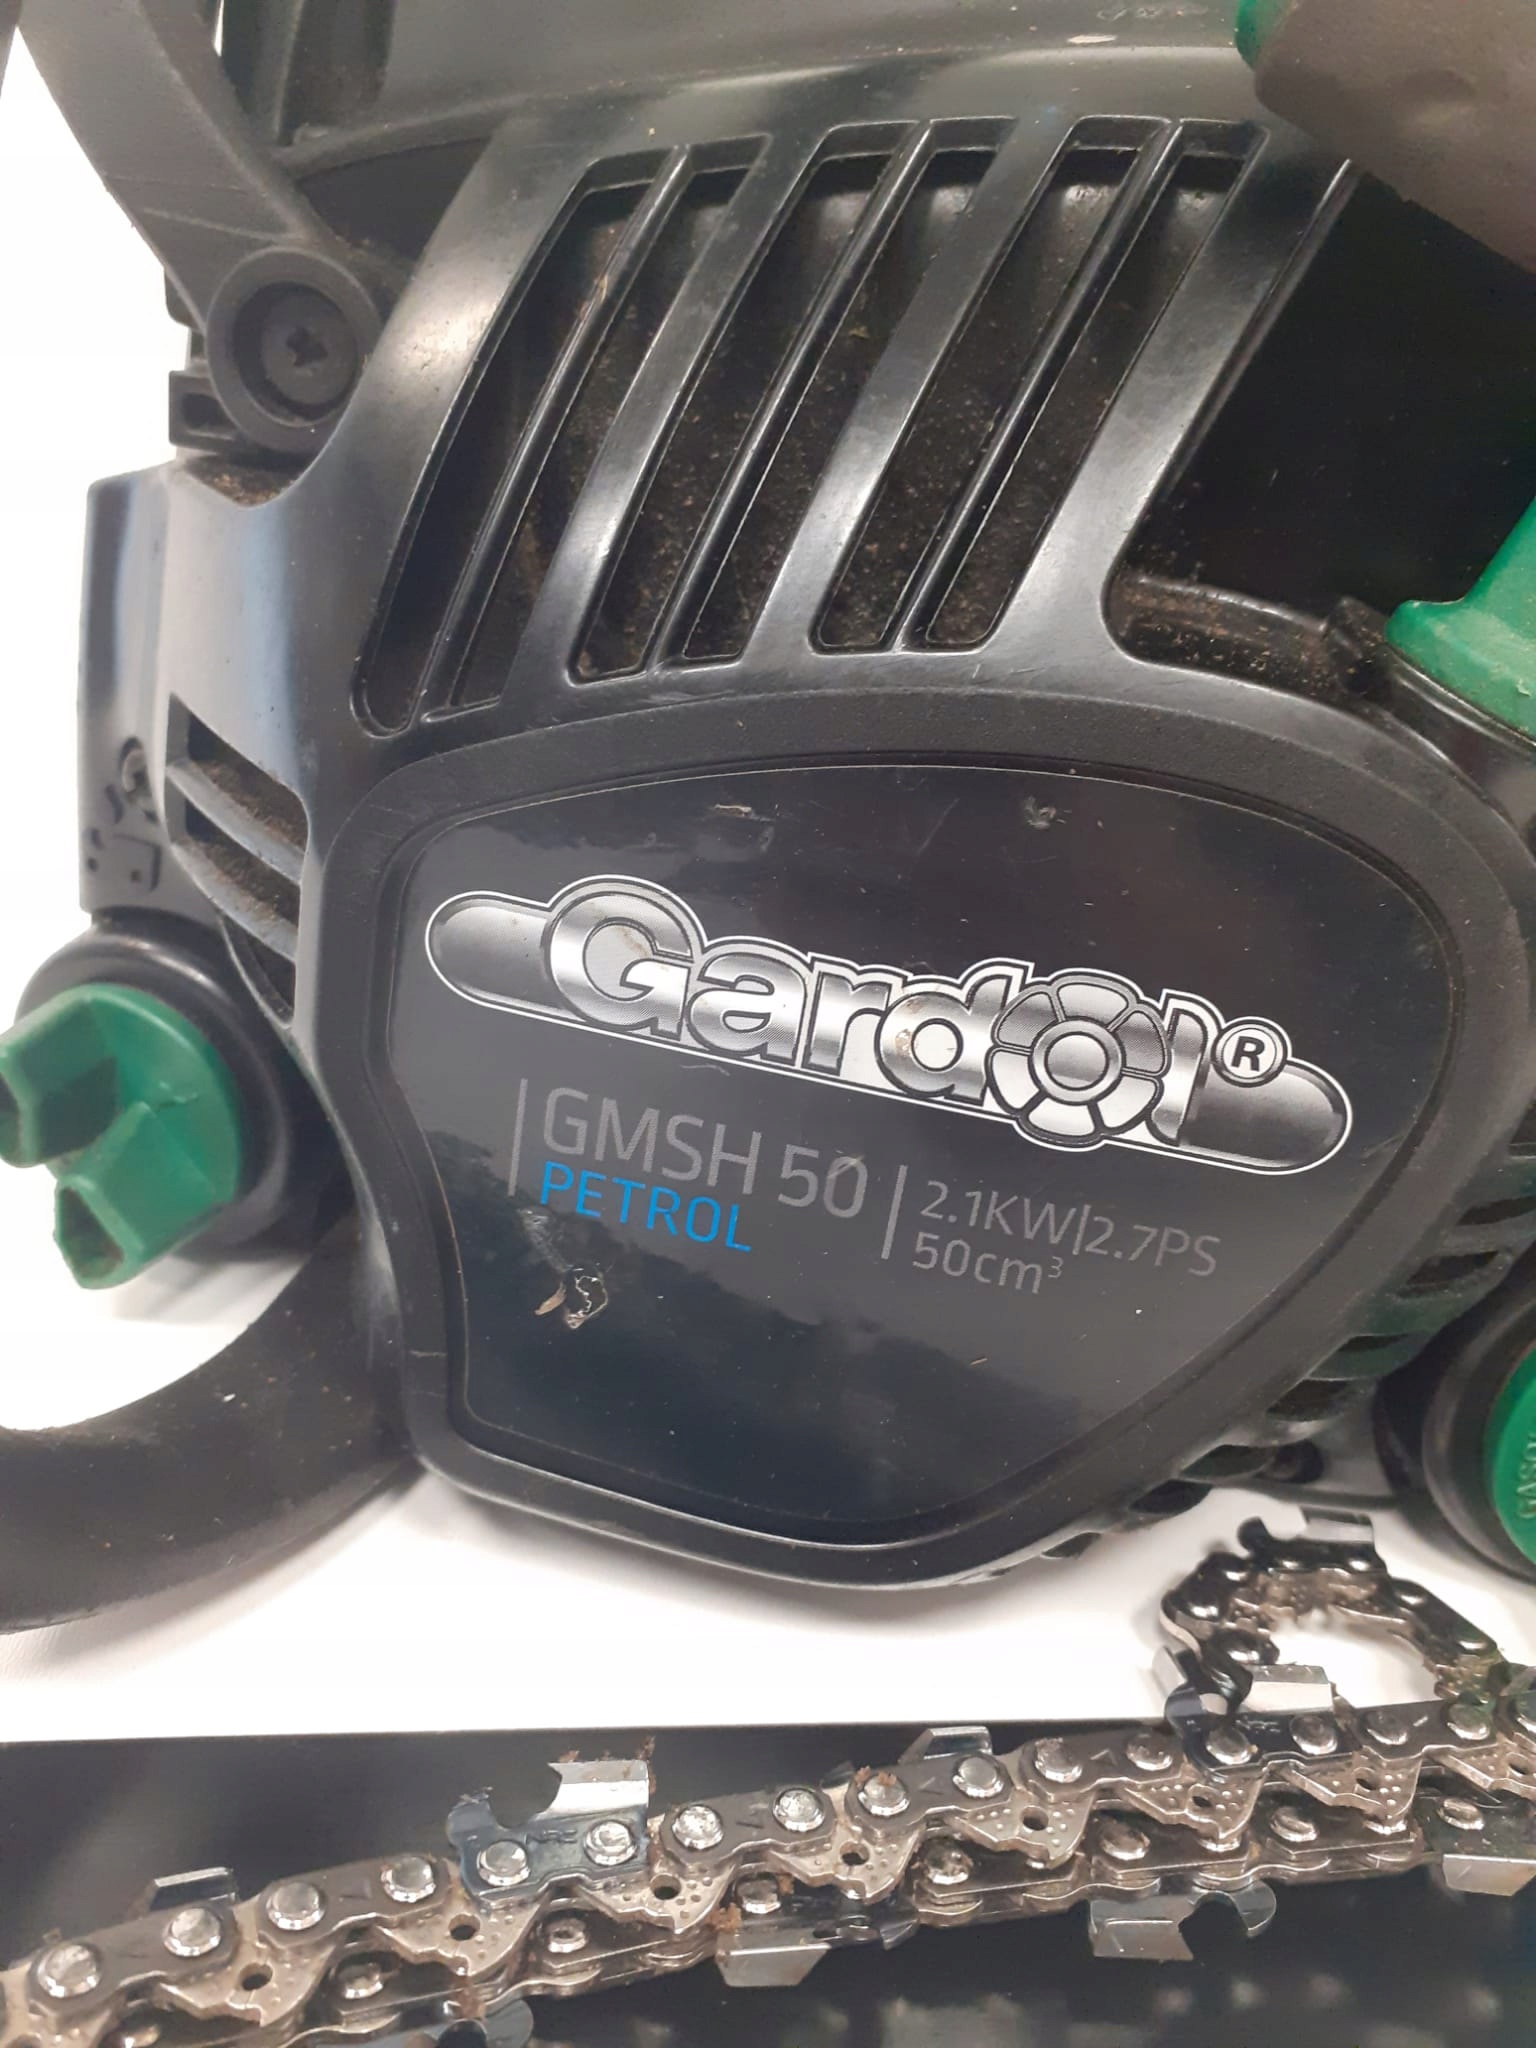 Gardol®
GMSH 50
PETROL
2.1KW|2.7PS
50cm³